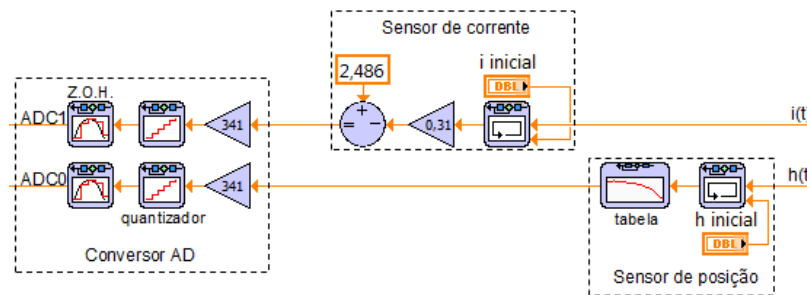 Sensor de corrente
2,486
i inicial
DBL
Z.O.H.
ADC1
341
+
=
-
0,31
i(t)
ADC0
341
h(t
quantizador
tabela
h inicial
DBL
Conversor AD
Sensor de posição